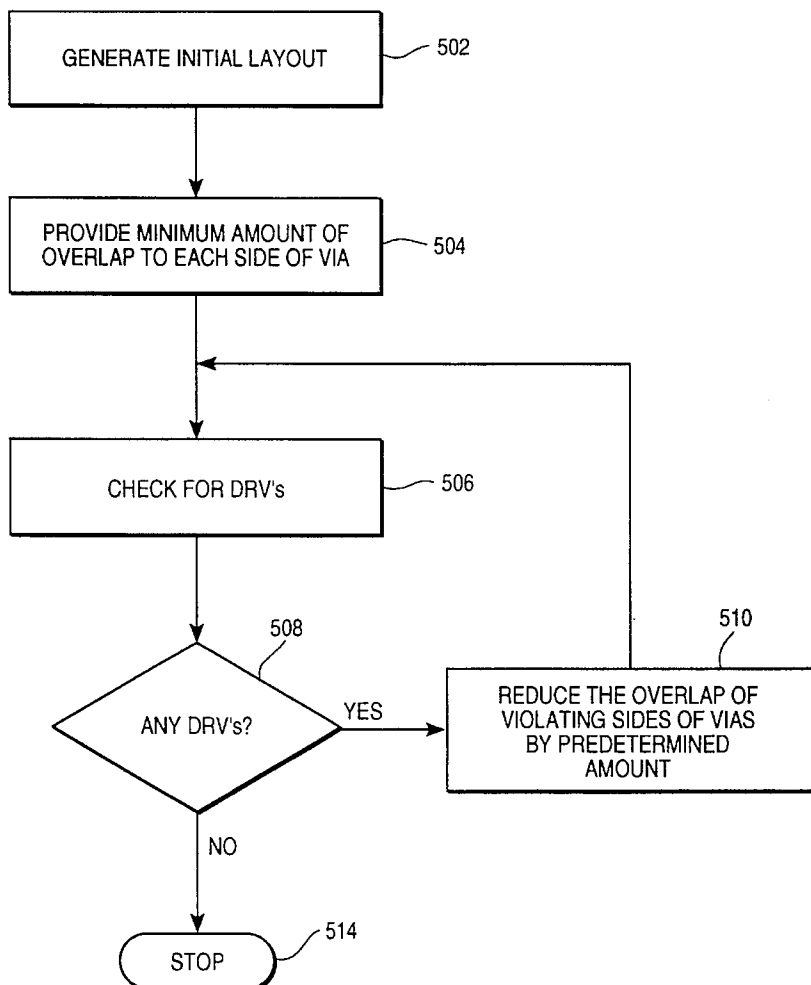 GENERATE INITIAL LAYOUT
502
PROVIDE MINIMUM AMOUNT OF
OVERLAP TO EACH SIDE OF VIA
504
CHECK FOR DRV's
506
508
ANY DRV's?
YES
510
REDUCE THE OVERLAP OF
VIOLATING SIDES OF VIAS
BY PREDETERMINED
AMOUNT
NO
STOP
514